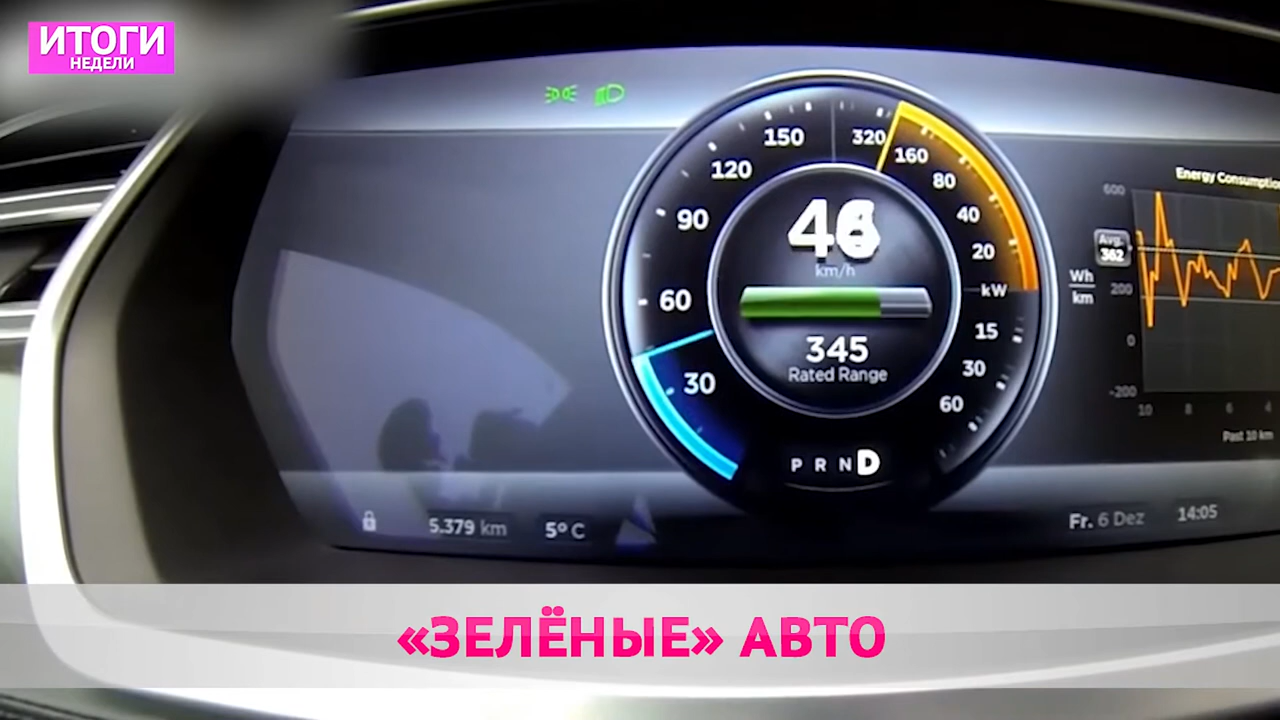 ИТОГИ
НЕДЕЛИ
150
320
120
160
80
90
40
20
60
kW
30
15
30
60
km/h
345
Rated Range
P R N D
Energy Consumptio
600
Avg.
362
Wh
km
200
0
-200
10 8 6 4
Past 10 km
5.379 km
5° C
Fr. 6 Dez
14:05
«ЗЕЛЁНЫЕ» АВТО